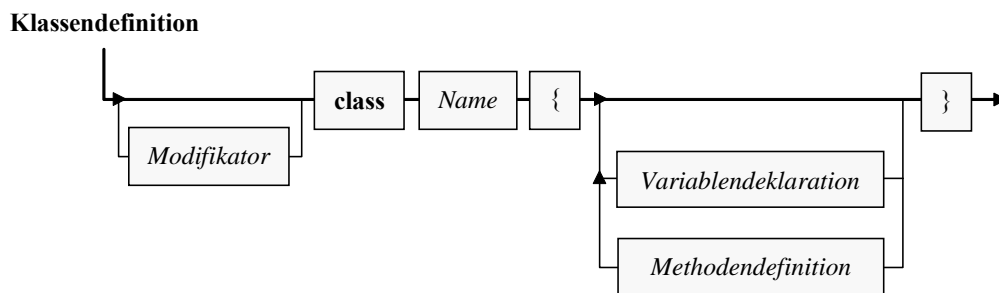 Klassendefinition
class Name { }
Modifikator
Variablendeklaration
Methodendefinition